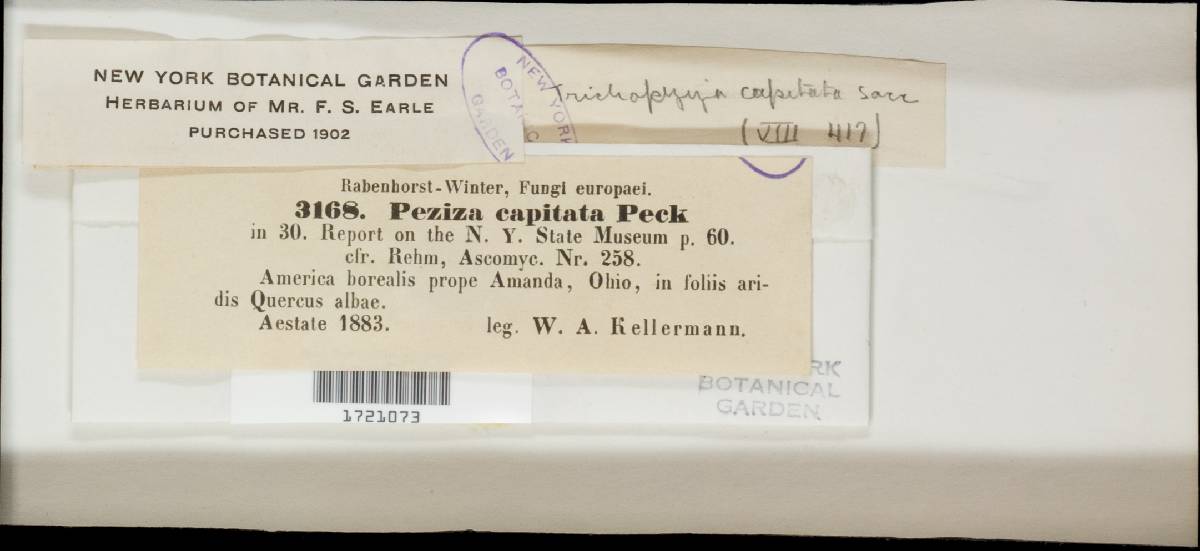 NEW YORK BOTANICAL GARDEN
HERBARIUM OF MR. F. S. EARLE
PURCHASED 1902
NEW YORK
BOTANIC
GARDEN
Trichopeziza capitata Sacc
(VIII 417)
Rabenhorst-Winter, Fungi europaei.
3168. Peziza capitata Peck
in 30. Report on the N. Y. State Museum p. 60.
cfr. Rehm, Ascomyc. Nr. 258.
America borealis prope Amanda, Ohio, in foliis ari-
dis Quercus albae.
Aestate 1883. leg. W. A. Kellermann.
RK
BOTANICAL
GARDEN
1721073